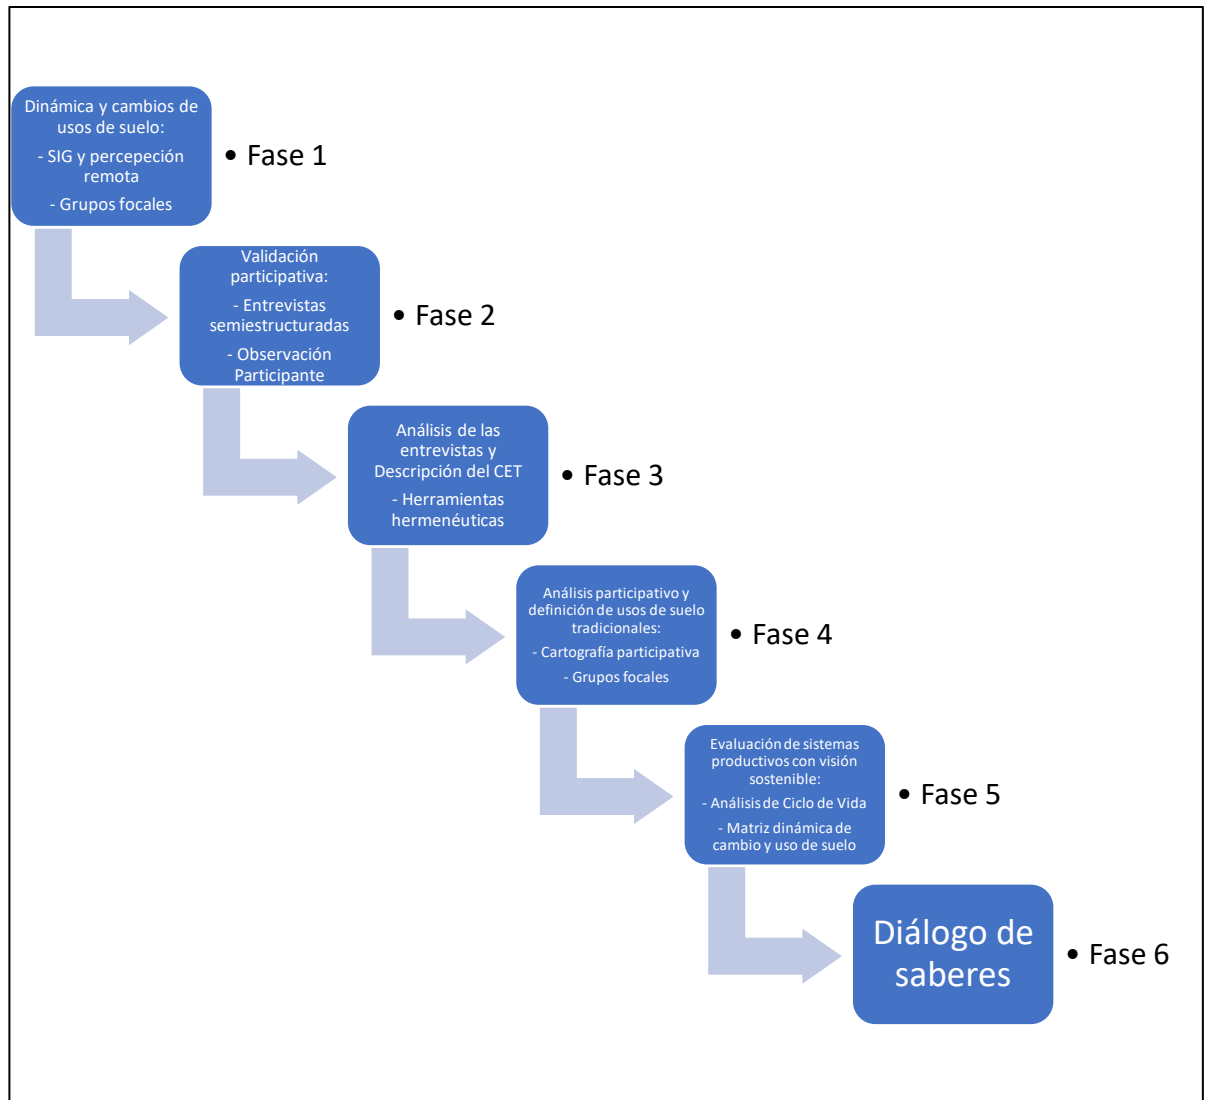 Dinámica y cambios de
usos de suelo:
- SIG y percepeción
remota
- Grupos focales
• Fase 1
Validación
participativa:
- Entrevistas
semiestructuradas
- Observación
Participante
• Fase 2
Análisis de las
entrevistas y
Descripción del CET
- Herramientas
hermenéuticas
• Fase 3
Análisis participativo y
definición de usos de suelo
tradicionales:
- Cartografía participativa
- Grupos focales
• Fase 4
Evaluación de sistemas
productivos con visión
sostenible:
- Análisis de Ciclo de Vida
- Matriz dinámica de
cambio y uso de suelo
• Fase 5
Diálogo de
saberes
• Fase 6